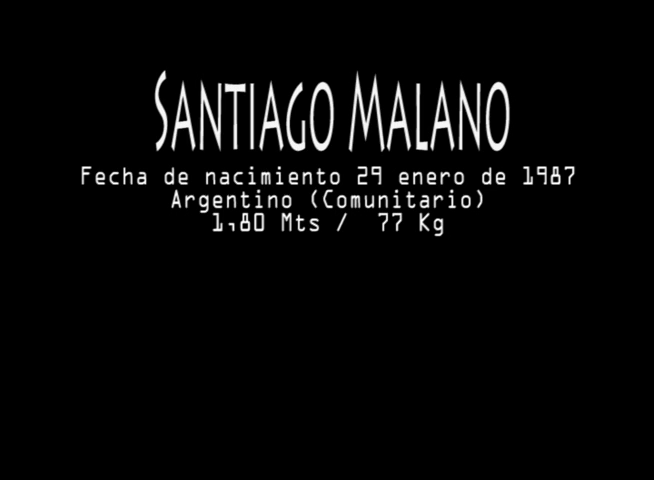 SANTIAGO MALANO
Fecha de nacimiento 29 enero de 1987
Argentino (Comunitario)
1,80 Mts / 77 Kg